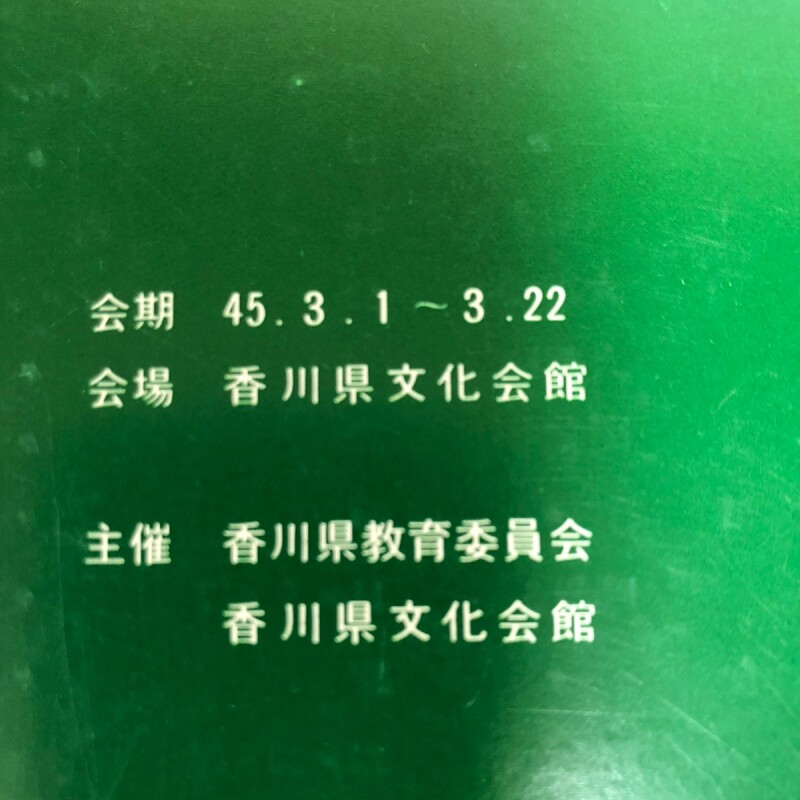 会期 45.3.1～3.22
会場 香川県文化会館
主催 香川県教育委員会
香川県文化会館